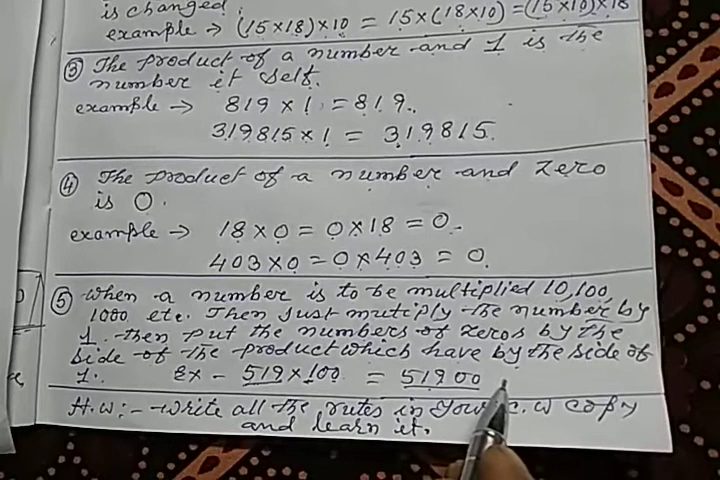 is changed.
example → (15×18)×10 = 15×(18×10) = (15×10)×18
③ The product of a number and 1 is the
number it self.
example → 819 × 1 = 819.
319815 × 1 = 319815.
④ The product of a number and zero
is 0.
example → 18×0 = 0×18 = 0.
403×0 = 0×403 = 0.
⑤ When a number is to be multiplied 10,100,
1000 etc. Then Just mutiply the number by
1. then put the numbers of zeros by the
side of the product which have by the side of
1. Ex - 519×100 = 51900
H.W:- Write all the rules in your c.w copy
and learn it.